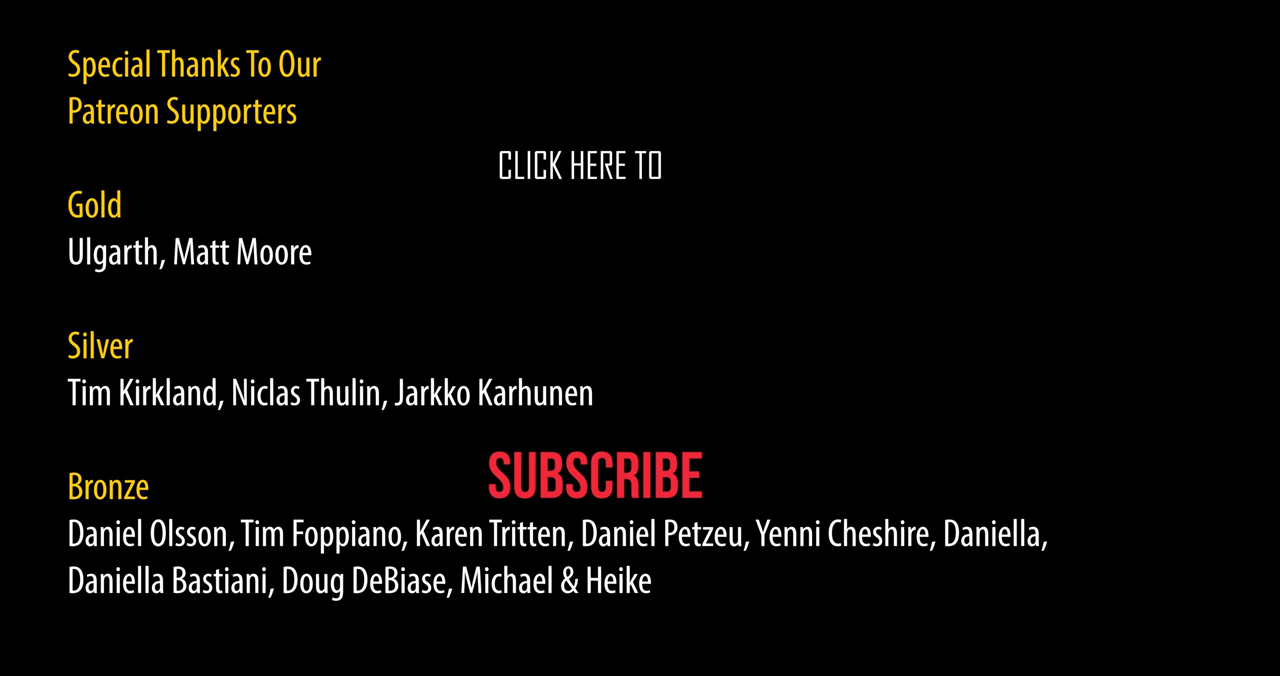 Special Thanks To Our
Patreon Supporters
CLICK HERE TO
Gold
Ulgarth, Matt Moore
Silver
Tim Kirkland, Niclas Thulin, Jarkko Karhunen
SUBSCRIBE
Bronze
Daniel Olsson, Tim Foppiano, Karen Tritten, Daniel Petzeu, Yenni Cheshire, Daniella,
Daniella Bastiani, Doug DeBiase, Michael & Heike